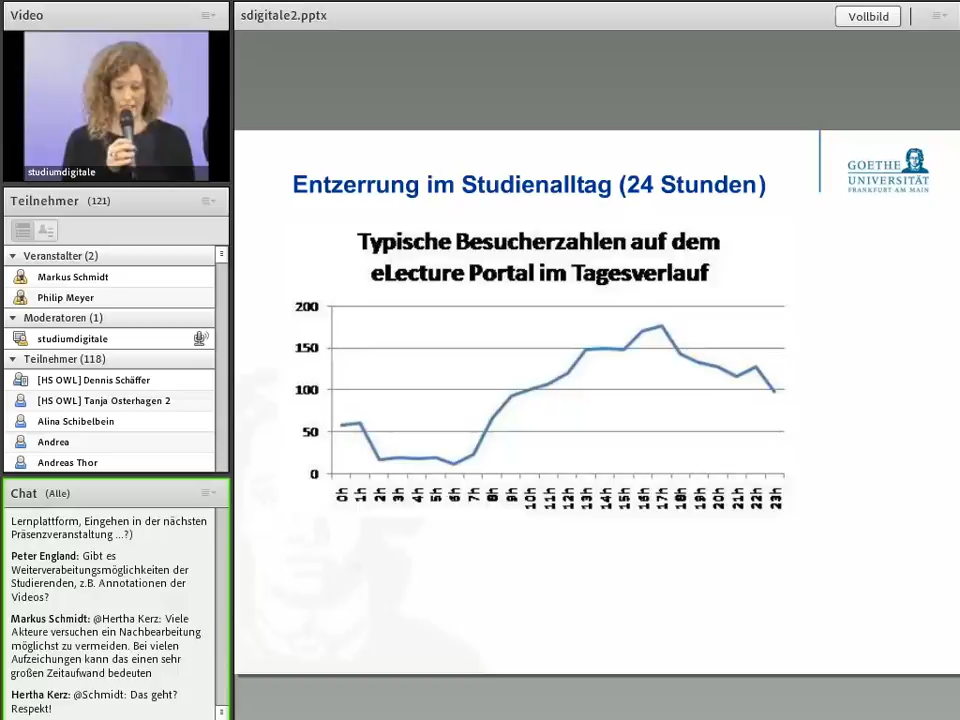 Video
studiumdigitale
Teilnehmer (121)
Veranstalter (2)
Markus Schmidt
Philip Meyer
Moderatoren (1)
studiumdigitale
Teilnehmer (118)
[HS OWL] Dennis Schäffer
[HS OWL] Tanja Osterhagen 2
Alina Schibelbein
Andrea
Andreas Thor
Chat (Alle)
Lernplattform, Eingehen in der nächsten
Präsenzveranstaltung ...?)
Peter England: Gibt es
Weiterverabeitungsmöglichkeiten der
Studierenden, z.B. Annotationen der
Videos?
Markus Schmidt: @Hertha Kerz: Viele
Akteure versuchen ein Nachbearbeitung
möglichst zu vermeiden. Bei vielen
Aufzeichungen kann das einen sehr
großen Zeitaufwand bedeuten
Hertha Kerz: @Schmidt: Das geht?
Respekt!
sdigitale2.pptx
Vollbild
Entzerrung im Studienalltag (24 Stunden)
GOETHE
UNIVERSITÄT
FRANKFURT AM MAIN
Typische Besucherzahlen auf dem
eLecture Portal im Tagesverlauf
200
150
100
50
0
0h 1h 2h 3h 4h 5h 6h 7h 8h 9h 10h 11h 12h 13h 14h 15h 16h 17h 18h 19h 20h 21h 22h 23h